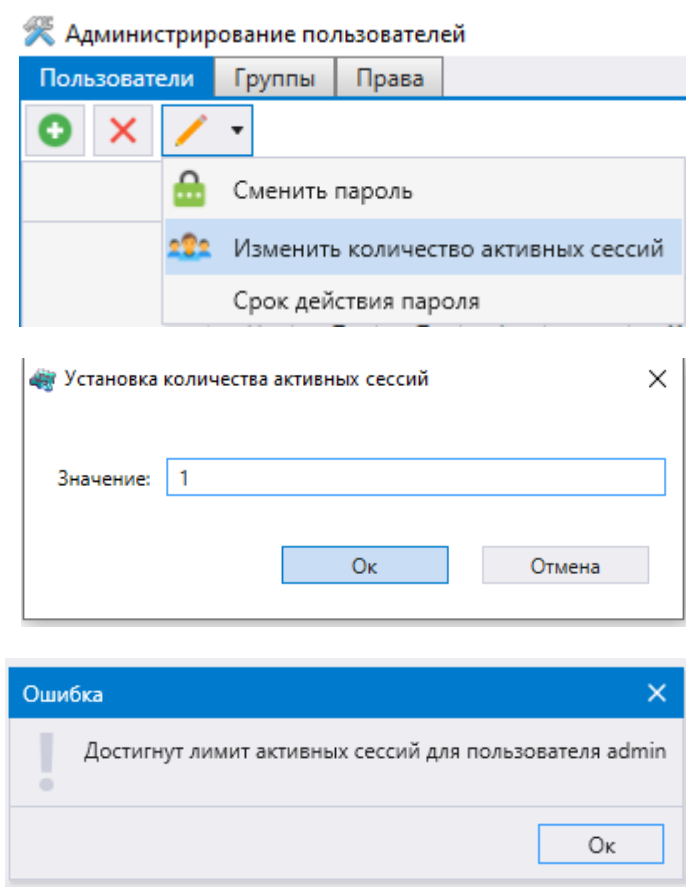 Администрирование пользователей
Пользователи Группы Права
Сменить пароль
Изменить количество активных сессий
Срок действия пароля
Установка количества активных сессий
Значение: 1
Ок Отмена
Ошибка
Достигнут лимит активных сессий для пользователя admin
Ок